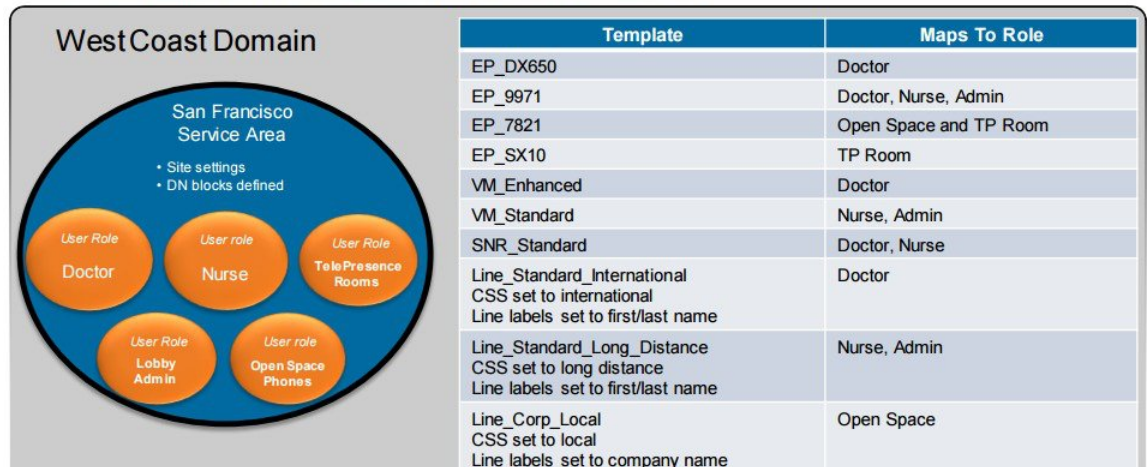 West Coast Domain
San Francisco
Service Area
• Site settings
• DN blocks defined
User Role
Doctor
User role
Nurse
User Role
TelePresence
Rooms
User Role
Lobby
Admin
User role
Open Space
Phones
Template Maps To Role
EP_DX650 Doctor
EP_9971 Doctor, Nurse, Admin
EP_7821 Open Space and TP Room
EP_SX10 TP Room
VM_Enhanced Doctor
VM_Standard Nurse, Admin
SNR_Standard Doctor, Nurse
Line_Standard_International Doctor
CSS set to international
Line labels set to first/last name
Line_Standard_Long_Distance Nurse, Admin
CSS set to long distance
Line labels set to first/last name
Line_Corp_Local Open Space
CSS set to local
Line labels set to company name